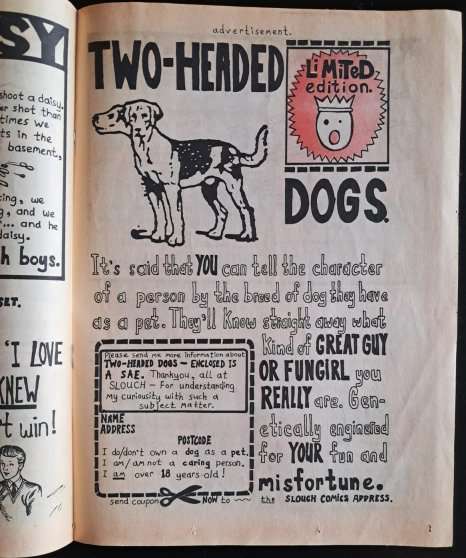 SY
shoot a daisy.
er shot than
times we
ts in the
basement,
ting, we
g, and we
... and he
daisy.
h boys.
SET.
'I LOVE
KNEW
t win!
advertisement.
TWO-HEADED
LiMiTED
edition.
DOGS.
It's said that YOU can tell the character
of a person by the breed of dog they have
as a pet. They'll Know straight away what
kind of GREAT GUY
OR FUNGIRL you
REALLY are. Gen-
etically enginated
for YOUR fun and
misfortune.
Please send me more information about
TWO-HEADED DOGS — ENCLOSED IS
A SAE. Thankyou, all at
SLOUCH — For understanding
my curiosity with such a
subject matter.
NAME
ADDRESS
POSTCODE
I do/don't own a dog as a pet.
I am/am not a caring person.
I am over 18 years old!
send coupon NOW to the SLOUCH COMICS ADDRESS.